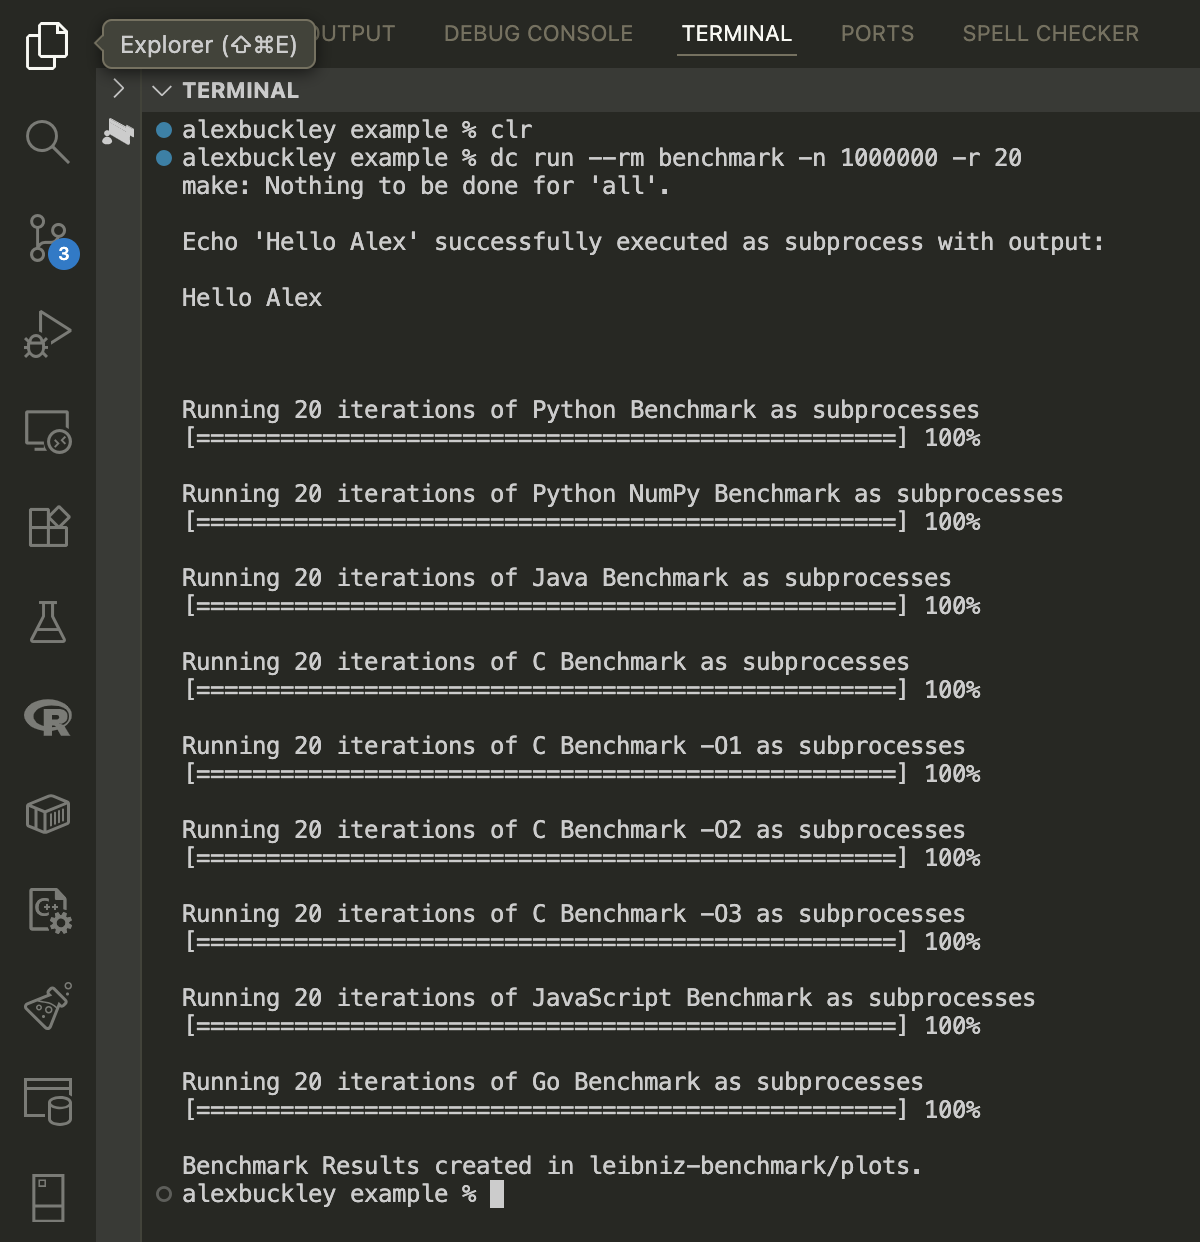 Explorer (⇧⌘E)
UTPUT
DEBUG CONSOLE
TERMINAL
PORTS
SPELL CHECKER
TERMINAL
alexbuckley example % clr
3
alexbuckley example % dc run --rm benchmark -n 1000000 -r 20
make: Nothing to be done for 'all'.
Echo 'Hello Alex' successfully executed as subprocess with output:
Hello Alex
Running 20 iterations of Python Benchmark as subprocesses
[==================================================] 100%
Running 20 iterations of Python NumPy Benchmark as subprocesses
[==================================================] 100%
Running 20 iterations of Java Benchmark as subprocesses
[==================================================] 100%
Running 20 iterations of C Benchmark as subprocesses
[==================================================] 100%
Running 20 iterations of C Benchmark -O1 as subprocesses
[==================================================] 100%
Running 20 iterations of C Benchmark -O2 as subprocesses
[==================================================] 100%
Running 20 iterations of C Benchmark -O3 as subprocesses
[==================================================] 100%
Running 20 iterations of JavaScript Benchmark as subprocesses
[==================================================] 100%
Running 20 iterations of Go Benchmark as subprocesses
[==================================================] 100%
Benchmark Results created in leibniz-benchmark/plots.
alexbuckley example %
R
C++